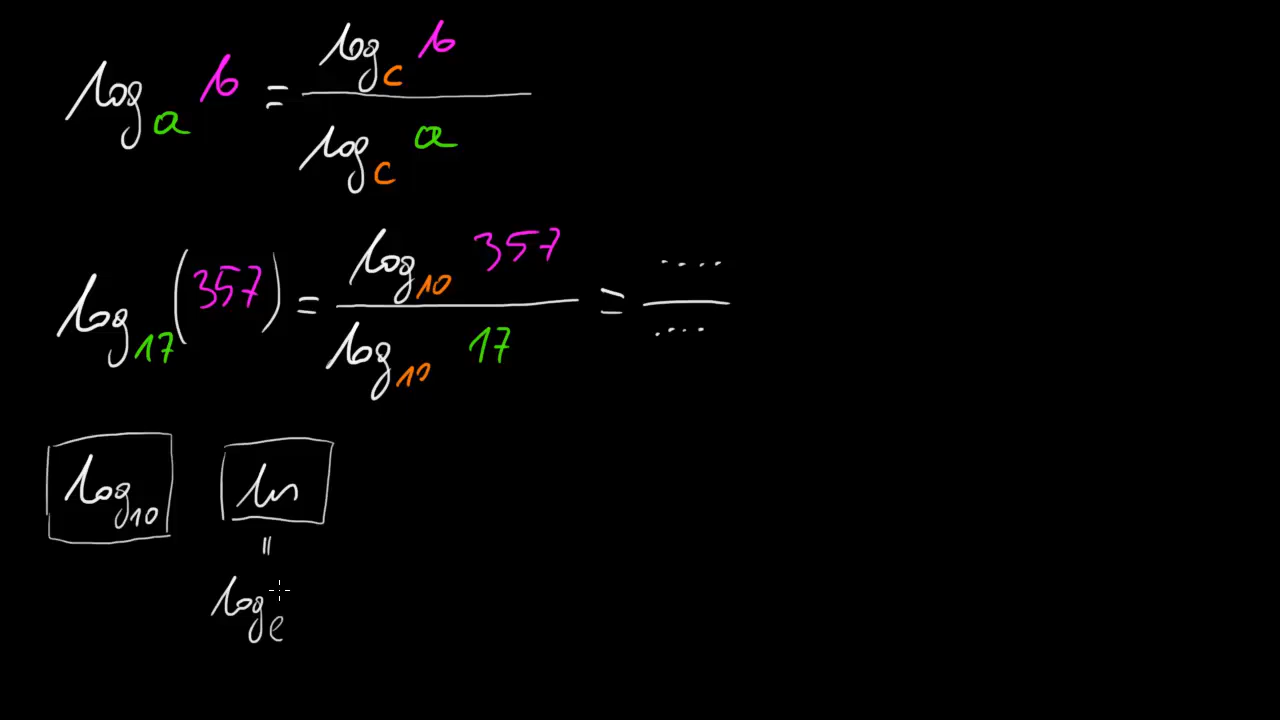 log_a b = log_c b / log_c a
log_17 (357) = log_10 357 / log_10 17 = .... / ....
log_10 ln
=
log_e